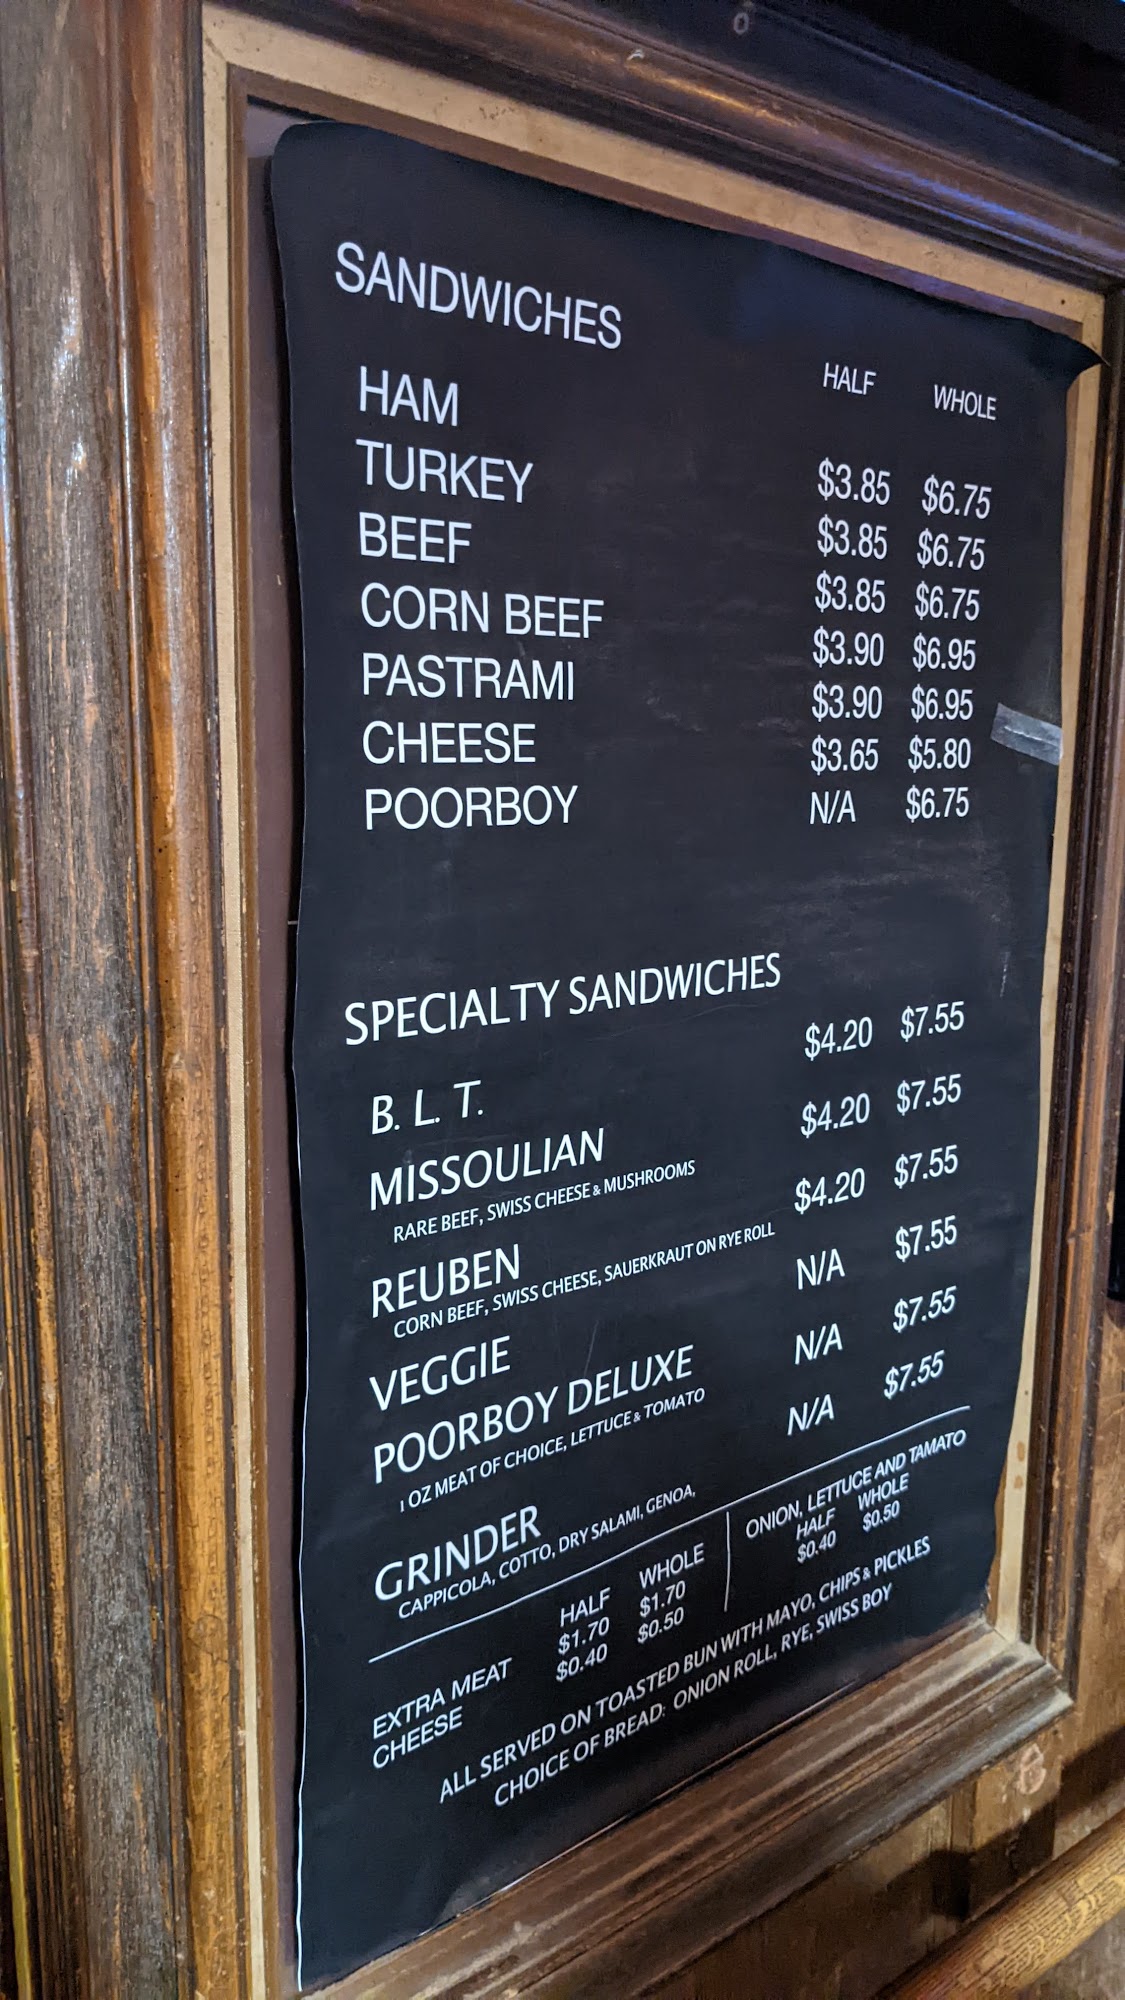 SANDWICHES
HALF WHOLE
HAM $3.85 $6.75
TURKEY $3.85 $6.75
BEEF $3.85 $6.75
CORN BEEF $3.90 $6.95
PASTRAMI $3.90 $6.95
CHEESE $3.65 $5.80
POORBOY N/A $6.75
SPECIALTY SANDWICHES
B. L. T. $4.20 $7.55
MISSOULIAN $4.20 $7.55
RARE BEEF, SWISS CHEESE & MUSHROOMS
REUBEN $4.20 $7.55
CORN BEEF, SWISS CHEESE, SAUERKRAUT ON RYE ROLL
VEGGIE N/A $7.55
POORBOY DELUXE N/A $7.55
1 OZ MEAT OF CHOICE, LETTUCE & TOMATO
GRINDER N/A $7.55
CAPPICOLA, COTTO, DRY SALAMI, GENOA,
HALF WHOLE
EXTRA MEAT $1.70 $1.70
CHEESE $0.40 $0.50
ONION, LETTUCE AND TAMATO
HALF WHOLE
$0.40 $0.50
ALL SERVED ON TOASTED BUN WITH MAYO, CHIPS & PICKLES
CHOICE OF BREAD: ONION ROLL, RYE, SWISS BOY